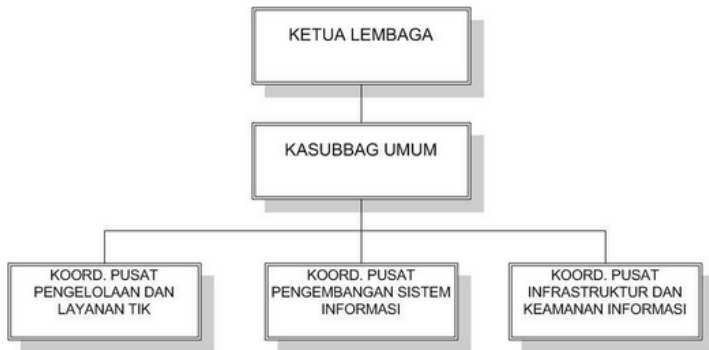 KETUA LEMBAGA
KASUBBAG UMUM
KOORD. PUSAT
PENGELOLAAN DAN
LAYANAN TIK
KOORD. PUSAT
PENGEMBANGAN SISTEM
INFORMASI
KOORD. PUSAT
INFRASTRUKTUR DAN
KEAMANAN INFORMASI